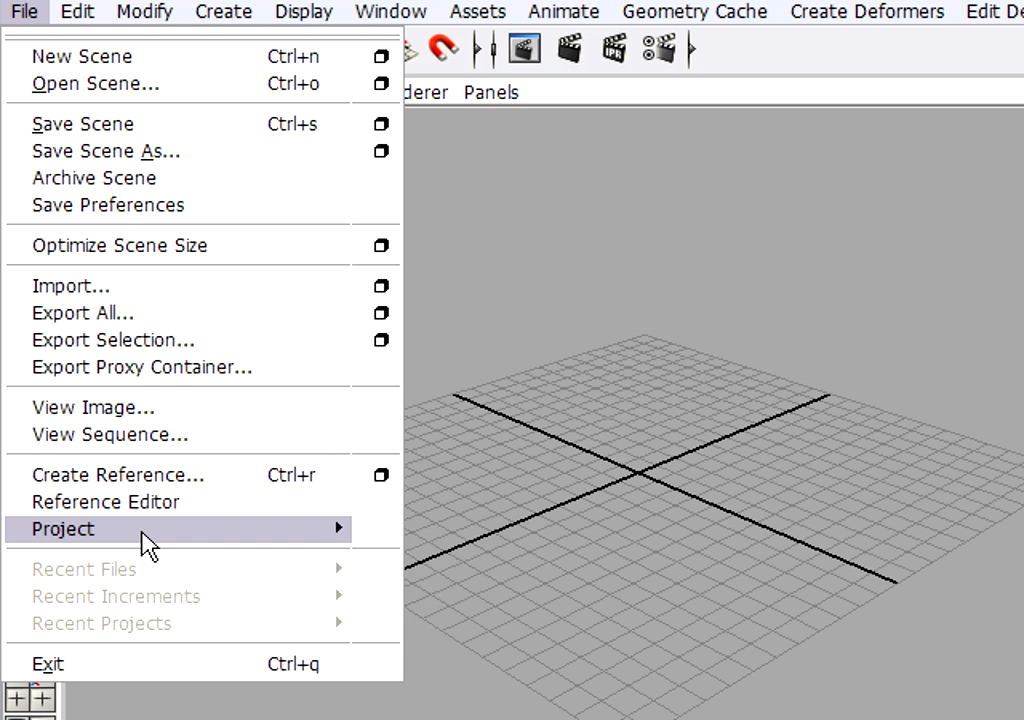 File Edit Modify Create Display Window Assets Animate Geometry Cache Create Deformers Edit De
New Scene Ctrl+n
Open Scene... Ctrl+o
IPR
derer Panels
Save Scene Ctrl+s
Save Scene As...
Archive Scene
Save Preferences
Optimize Scene Size
Import...
Export All...
Export Selection...
Export Proxy Container...
View Image...
View Sequence...
Create Reference... Ctrl+r
Reference Editor
Project
Recent Files
Recent Increments
Recent Projects
Exit Ctrl+q